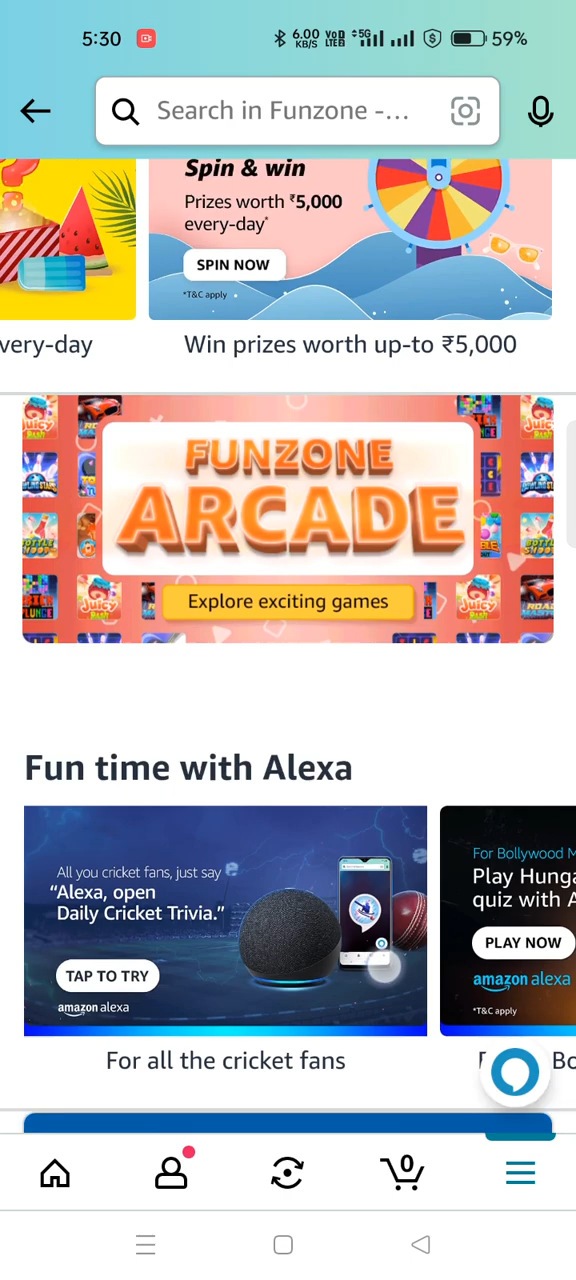 5:30 6.00 KB/S VoD LTE 5G 59%
Search in Funzone -...
Spin & win
Prizes worth ₹5,000
every-day*
SPIN NOW
*T&C apply
very-day
Win prizes worth up-to ₹5,000
FUNZONE
ARCADE
Explore exciting games
Fun time with Alexa
All you cricket fans, just say
“Alexa, open
Daily Cricket Trivia.”
TAP TO TRY
amazon alexa
For Bollywood M
Play Hunga
quiz with A
PLAY NOW
amazon alexa
*T&C apply
For all the cricket fans
Bo
0